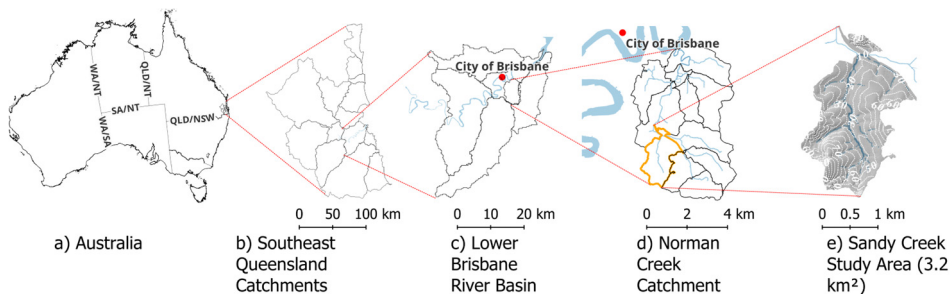 WA/NT
QLD/NT
SA/NT
WA/SA
QLD/NSW
City of Brisbane
City of Brisbane
0 50 100 km
0 10 20 km
0 2 4 km
0 0.5 1 km
a) Australia
b) Southeast
Queensland
Catchments
c) Lower
Brisbane
River Basin
d) Norman
Creek
Catchment
e) Sandy Creek
Study Area (3.2
km²)